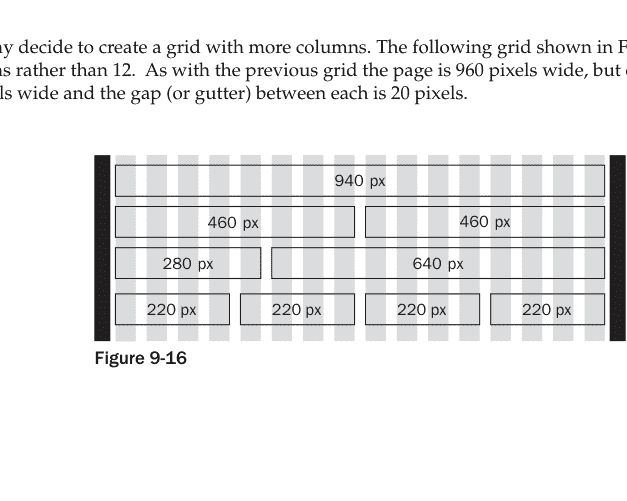 ay decide to create a grid with more columns. The following grid shown in F
ns rather than 12. As with the previous grid the page is 960 pixels wide, but
ls wide and the gap (or gutter) between each is 20 pixels.
940 px
460 px 460 px
280 px 640 px
220 px 220 px 220 px 220 px
Figure 9-16